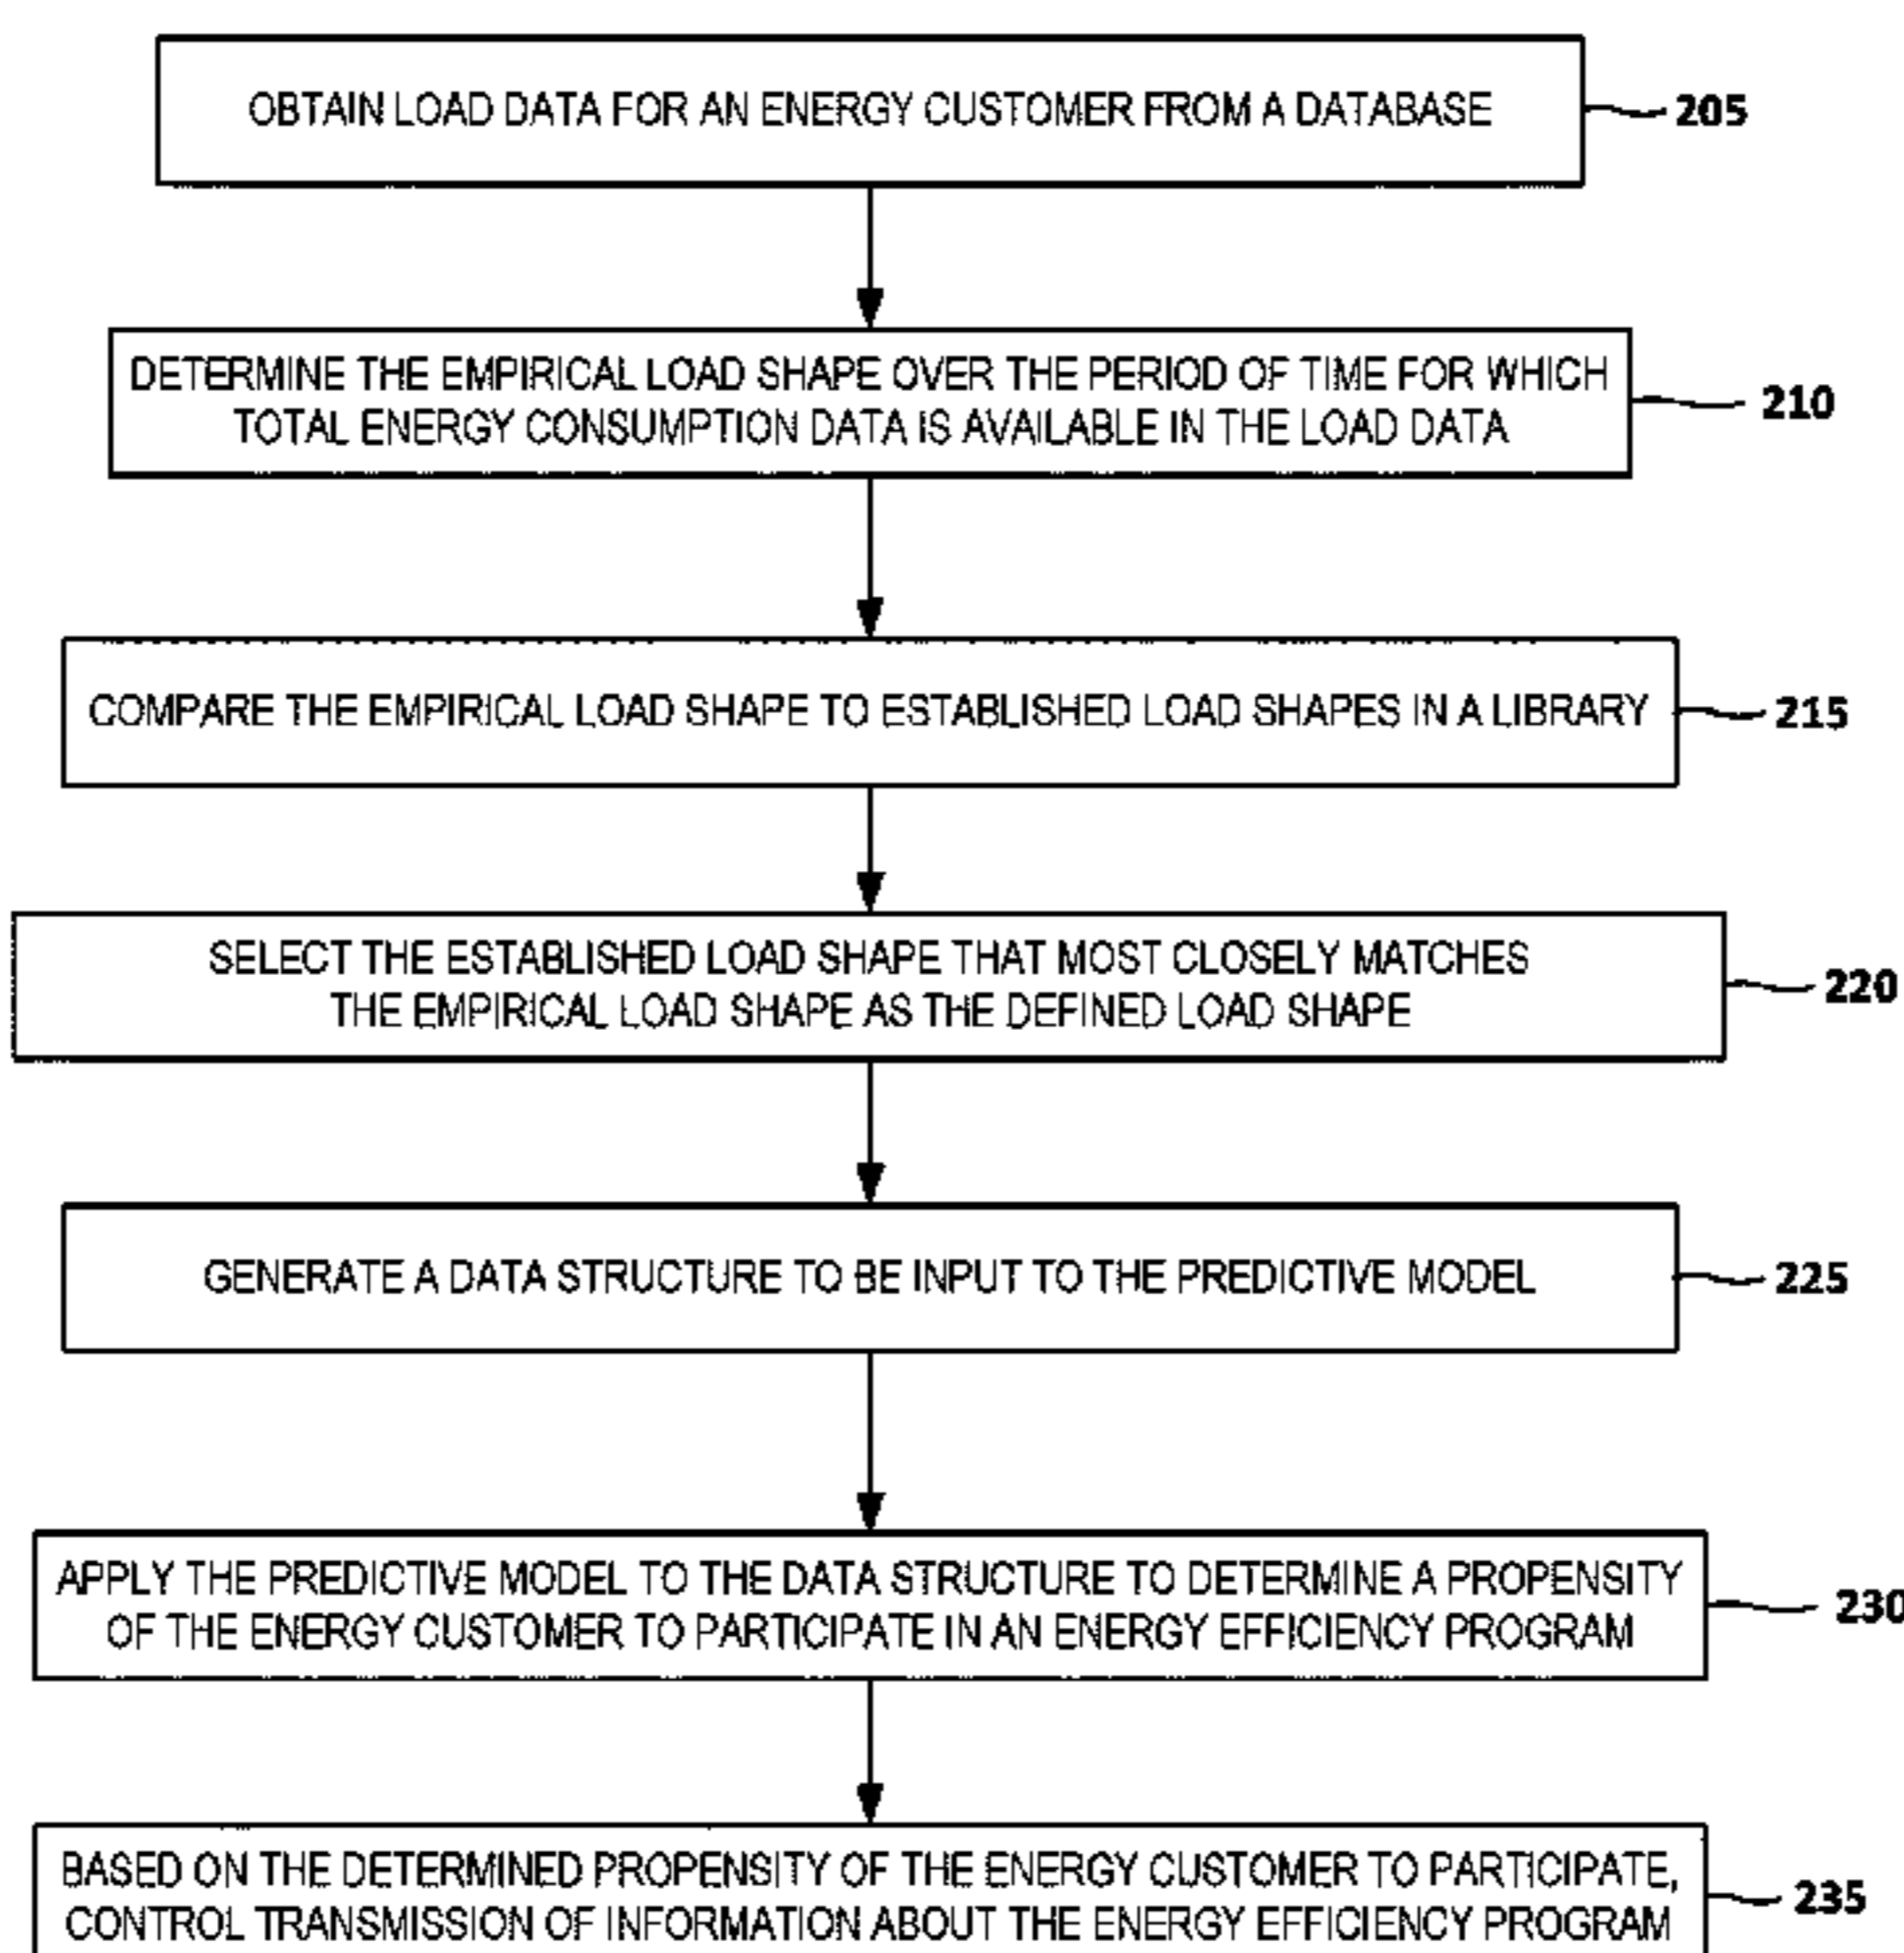 OBTAIN LOAD DATA FOR AN ENERGY CUSTOMER FROM A DATABASE
205
DETERMINE THE EMPIRICAL LOAD SHAPE OVER THE PERIOD OF TIME FOR WHICH
TOTAL ENERGY CONSUMPTION DATA IS AVAILABLE IN THE LOAD DATA
210
COMPARE THE EMPIRICAL LOAD SHAPE TO ESTABLISHED LOAD SHAPES IN A LIBRARY
215
SELECT THE ESTABLISHED LOAD SHAPE THAT MOST CLOSELY MATCHES
THE EMPIRICAL LOAD SHAPE AS THE DEFINED LOAD SHAPE
220
GENERATE A DATA STRUCTURE TO BE INPUT TO THE PREDICTIVE MODEL
225
APPLY THE PREDICTIVE MODEL TO THE DATA STRUCTURE TO DETERMINE A PROPENSITY
OF THE ENERGY CUSTOMER TO PARTICIPATE IN AN ENERGY EFFICIENCY PROGRAM
230
BASED ON THE DETERMINED PROPENSITY OF THE ENERGY CUSTOMER TO PARTICIPATE,
CONTROL TRANSMISSION OF INFORMATION ABOUT THE ENERGY EFFICIENCY PROGRAM
235